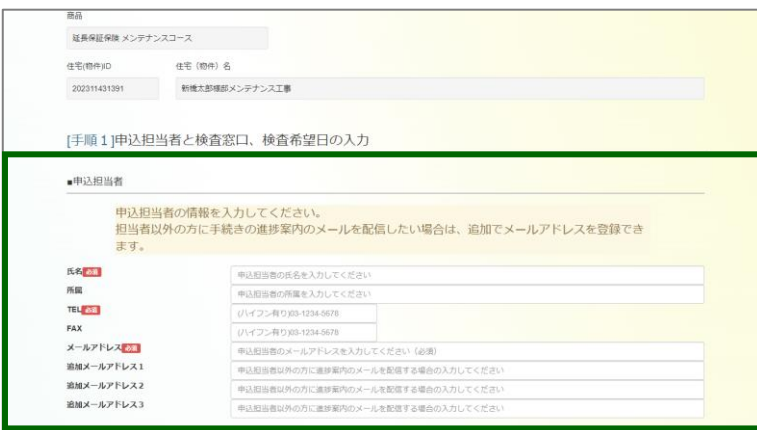 商品
延長保証保険 メンテナンスコース
住宅(物件)ID 住宅（物件）名
202311431391 新橋太郎様邸メンテナンス工事
[手順１]申込担当者と検査窓口、検査希望日の入力
■申込担当者
申込担当者の情報を入力してください。
担当者以外の方に手続きの進捗案内のメールを配信したい場合は、追加でメールアドレスを登録でき
ます。
氏名 必須 申込担当者の氏名を入力してください
所属 申込担当者の所属を入力してください
TEL 必須 (ハイフン有り)03-1234-5678
FAX (ハイフン有り)03-1234-5678
メールアドレス 必須 申込担当者のメールアドレスを入力してください（必須）
追加メールアドレス１ 申込担当者以外の方に進捗案内のメールを配信する場合の入力してください
追加メールアドレス２ 申込担当者以外の方に進捗案内のメールを配信する場合の入力してください
追加メールアドレス３ 申込担当者以外の方に進捗案内のメールを配信する場合の入力してください